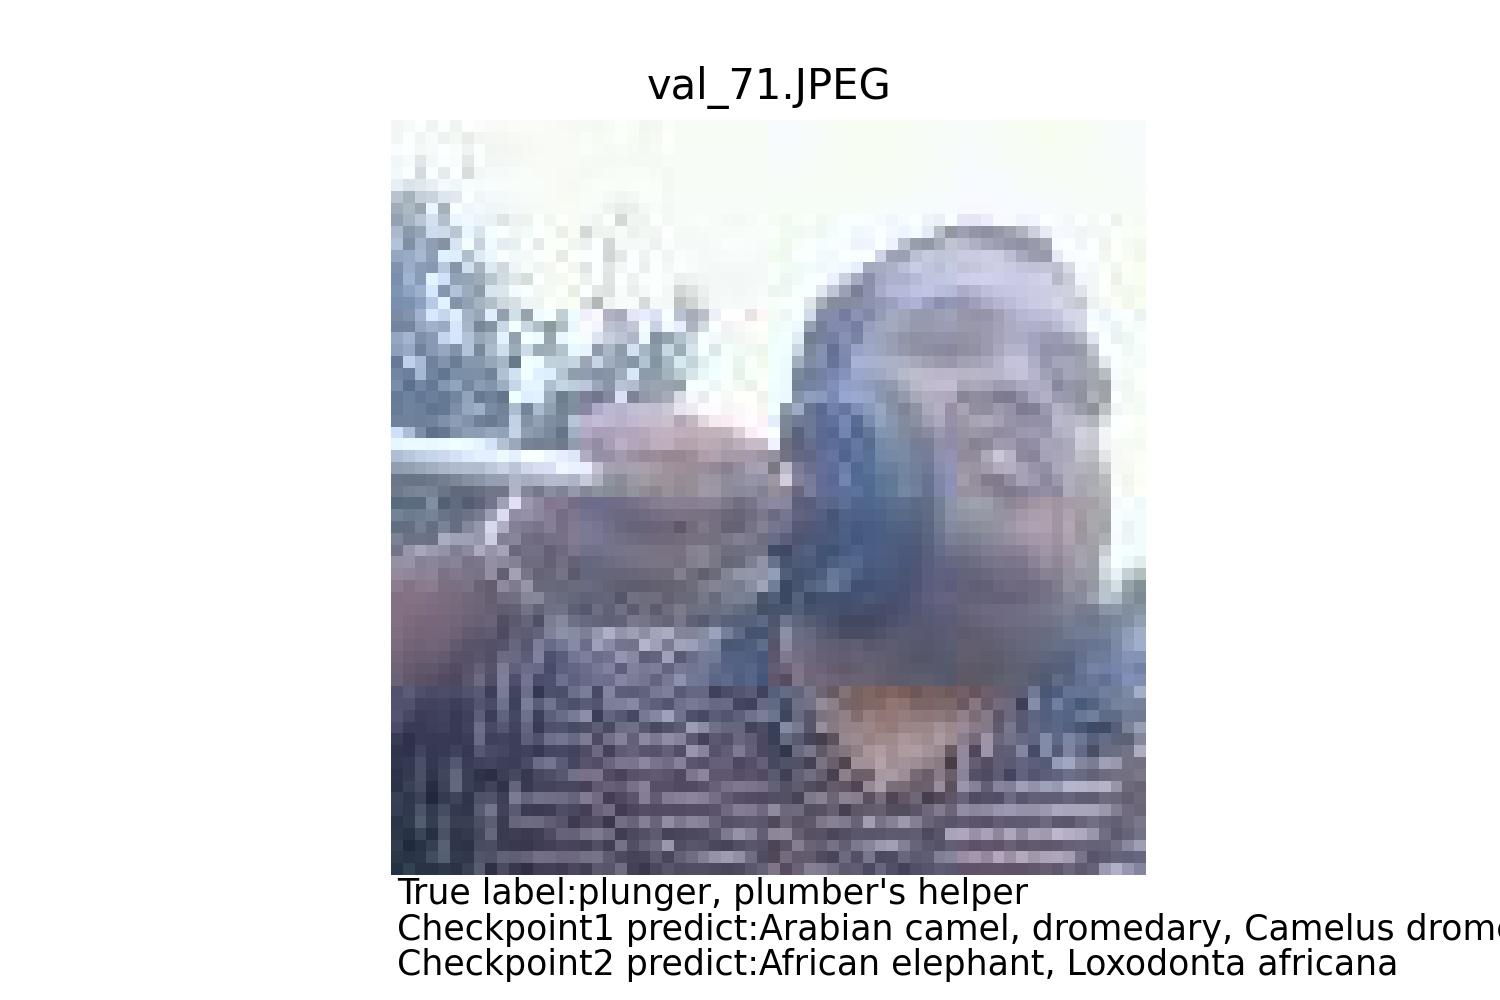 val_71.JPEG
True label:plunger, plumber's helper
Checkpoint1 predict:Arabian camel, dromedary, Camelus drom
Checkpoint2 predict:African elephant, Loxodonta africana